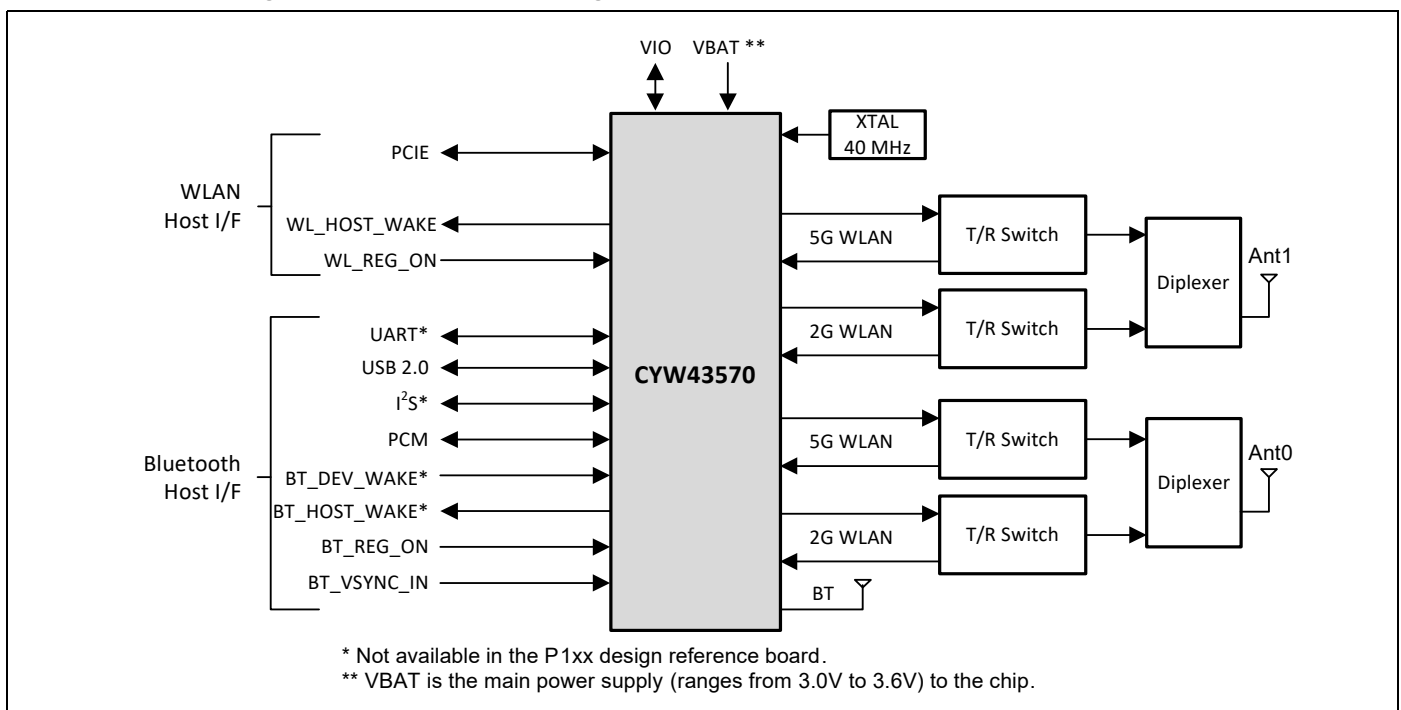 VIO VBAT **
XTAL
40 MHz
WLAN
Host I/F
PCIE
WL_HOST_WAKE
WL_REG_ON
Bluetooth
Host I/F
UART*
USB 2.0
I²S*
PCM
BT_DEV_WAKE*
BT_HOST_WAKE*
BT_REG_ON
BT_VSYNC_IN
CYW43570
5G WLAN
T/R Switch
2G WLAN
T/R Switch
Diplexer
Ant1
5G WLAN
T/R Switch
2G WLAN
T/R Switch
Diplexer
Ant0
BT
* Not available in the P1xx design reference board.
** VBAT is the main power supply (ranges from 3.0V to 3.6V) to the chip.